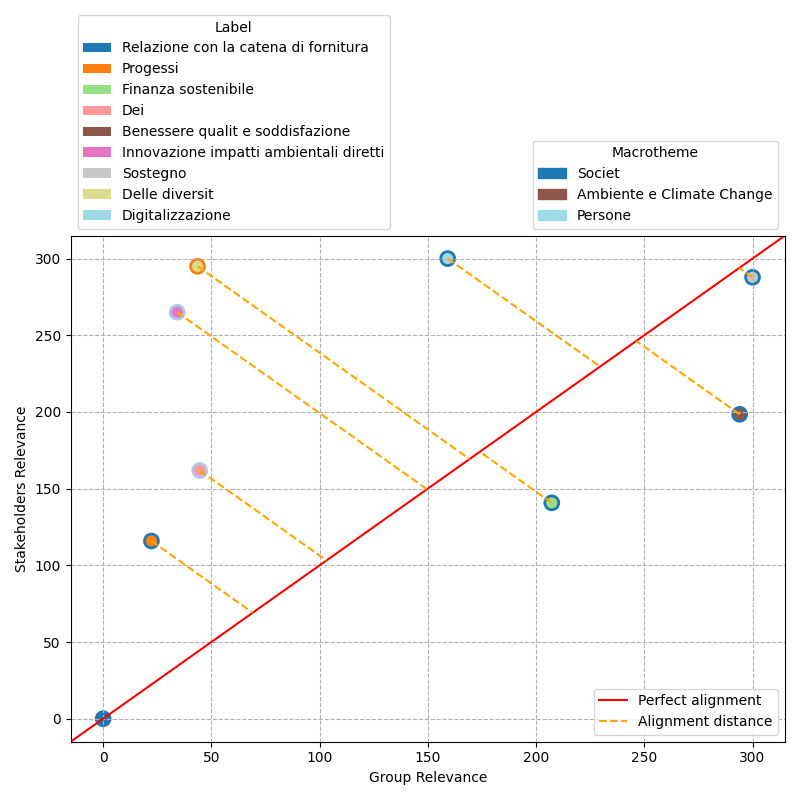 Label
Relazione con la catena di fornitura
Progessi
Finanza sostenibile
Dei
Benessere qualit e soddisfazione
Innovazione impatti ambientali diretti
Sostegno
Delle diversit
Digitalizzazione
Macrotheme
Societ
Ambiente e Climate Change
Persone
300
250
200
150
100
50
0
Stakeholders Relevance
Perfect alignment
Alignment distance
0 50 100 150 200 250 300
Group Relevance